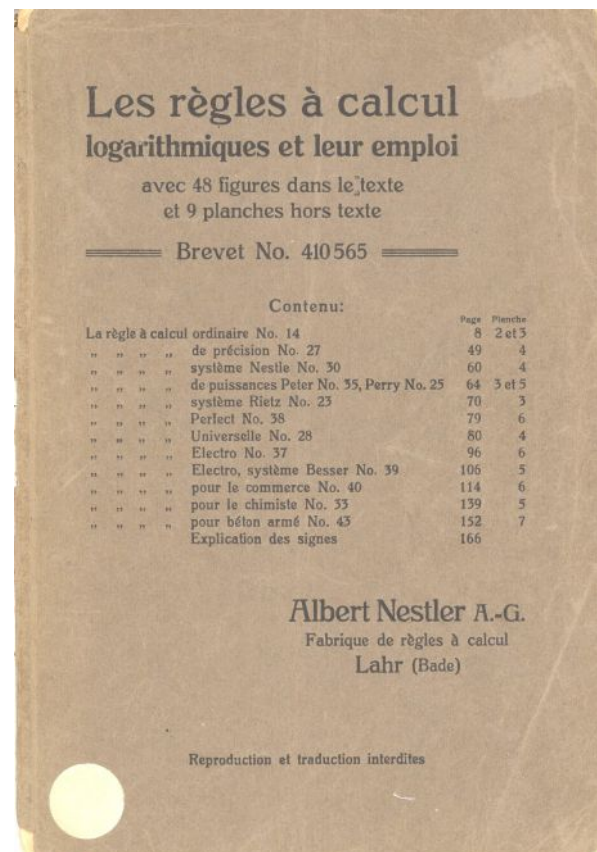 Les règles à calcul
logarithmiques et leur emploi
avec 48 figures dans le texte
et 9 planches hors texte
Brevet No. 410565
Contenu:
Page Planche
La règle à calcul ordinaire No. 14 8 2 et 3
„ „ „ „ de précision No. 27 49 4
„ „ „ „ système Nestle No. 30 60 4
„ „ „ „ de puissances Peter No. 35, Perry No. 25 64 3 et 5
„ „ „ „ système Rietz No. 23 70 3
„ „ „ „ Perfect No. 38 79 6
„ „ „ „ Universelle No. 28 80 4
„ „ „ „ Electro No. 37 96 6
„ „ „ „ Electro, système Besser No. 39 106 5
„ „ „ „ pour le commerce No. 40 114 6
„ „ „ „ pour le chimiste No. 33 139 5
„ „ „ „ pour béton armé No. 43 152 7
Explication des signes 166
Albert Nestler A.-G.
Fabrique de règles à calcul
Lahr (Bade)
Reproduction et traduction interdites